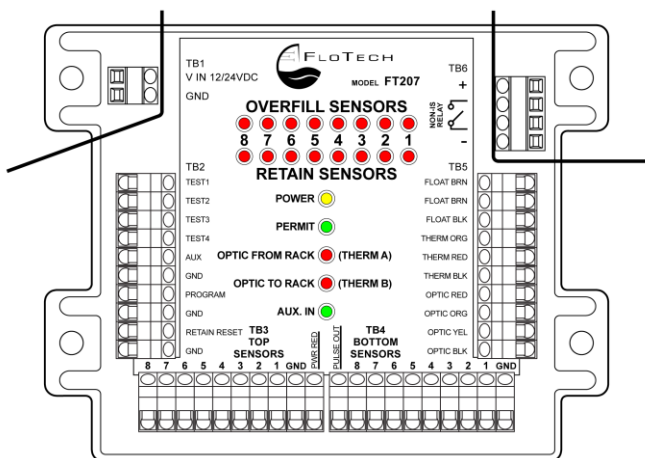 FLOTECH
MODEL FT207
TB1
V IN 12/24VDC
GND
TB6
+
NON-IS
RELAY
-
OVERFILL SENSORS
8 7 6 5 4 3 2 1
RETAIN SENSORS
POWER
PERMIT
OPTIC FROM RACK (THERM A)
OPTIC TO RACK (THERM B)
AUX. IN
TB2
TEST1
TEST2
TEST3
TEST4
AUX
GND
PROGRAM
GND
RETAIN RESET
GND
TB5
FLOAT BRN
FLOAT BRN
FLOAT BLK
THERM ORG
THERM RED
THERM BLK
OPTIC RED
OPTIC ORG
OPTIC YEL
OPTIC BLK
TB3
TOP
SENSORS
8 7 6 5 4 3 2 1 GND
PWR RED
PULSE OUT
TB4
BOTTOM
SENSORS
8 7 6 5 4 3 2 1 GND